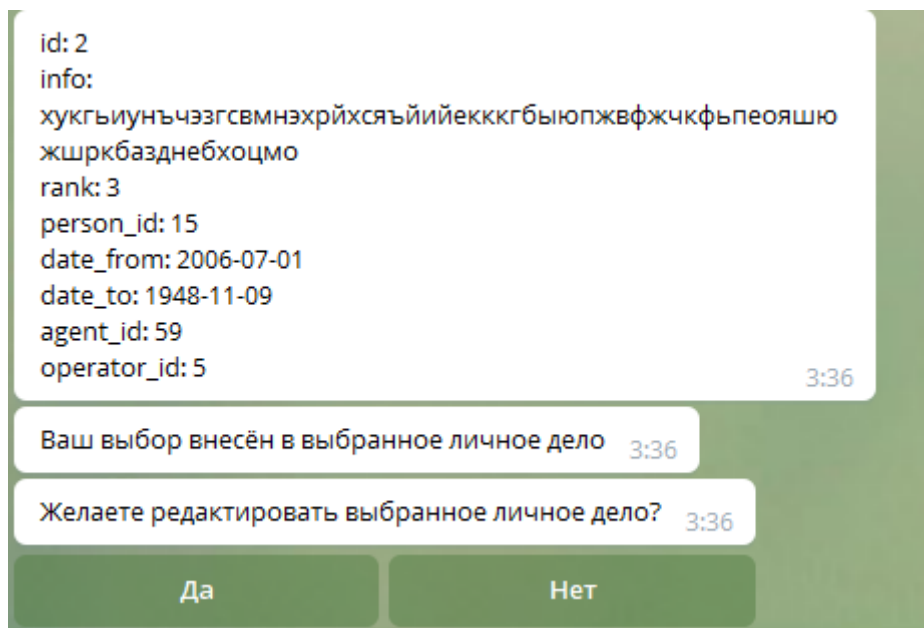 id: 2
info:
хукгьиунъчээгсвмнэхрйхсяъйийекккгбыюпжвфжчкфьпеояшю
жшркбазднебхоцмо
rank: 3
person_id: 15
date_from: 2006-07-01
date_to: 1948-11-09
agent_id: 59
operator_id: 5
3:36
Ваш выбор внесён в выбранное личное дело 3:36
Желаете редактировать выбранное личное дело? 3:36
Да Нет